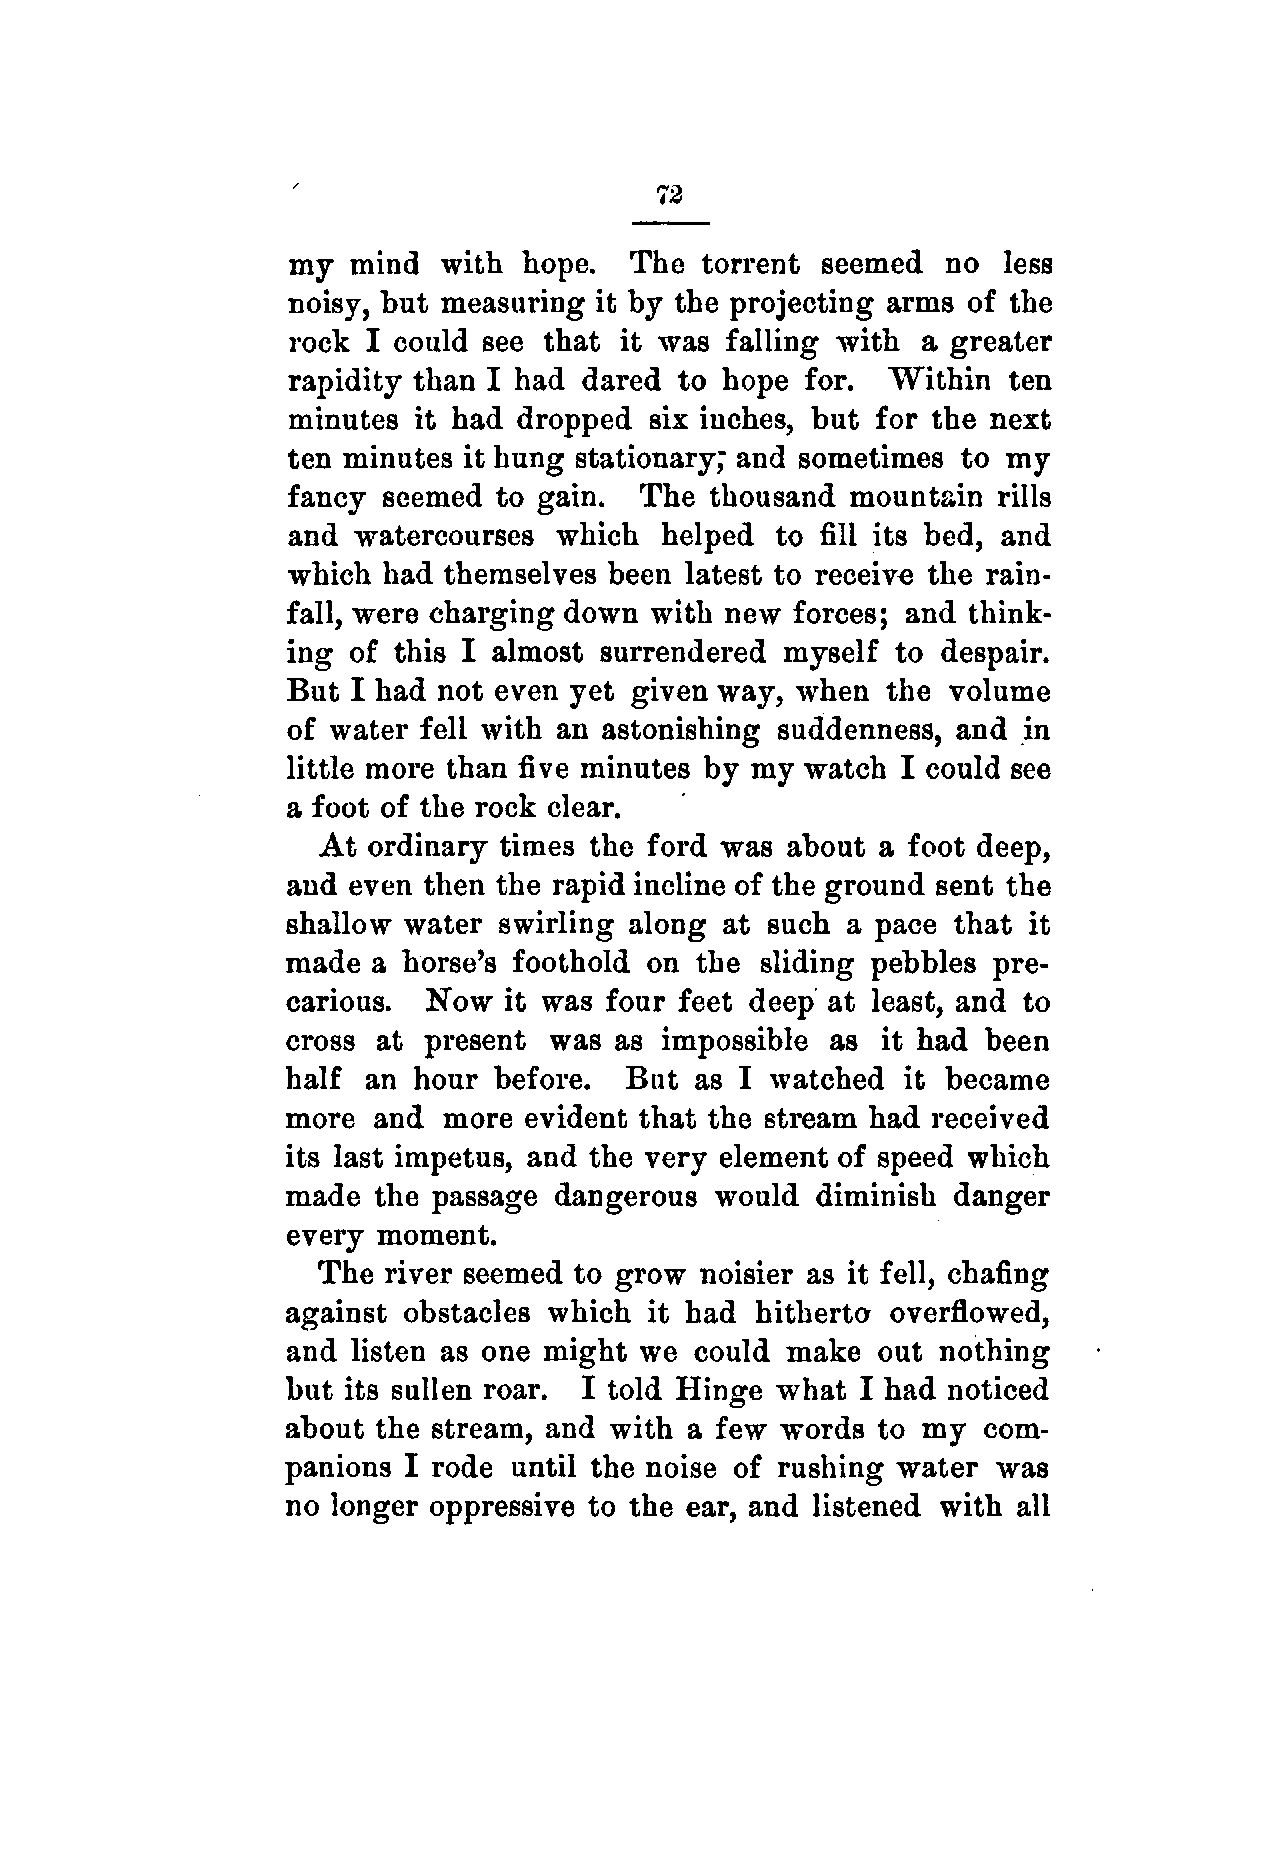 72
my mind with hope. The torrent seemed no less
noisy, but measuring it by the projecting arms of the
rock I could see that it was falling with a greater
rapidity than I had dared to hope for. Within ten
minutes it had dropped six inches, but for the next
ten minutes it hung stationary; and sometimes to my
fancy seemed to gain. The thousand mountain rills
and watercourses which helped to fill its bed, and
which had themselves been latest to receive the rain-
fall, were charging down with new forces; and think-
ing of this I almost surrendered myself to despair.
But I had not even yet given way, when the volume
of water fell with an astonishing suddenness, and in
little more than five minutes by my watch I could see
a foot of the rock clear.
At ordinary times the ford was about a foot deep,
and even then the rapid incline of the ground sent the
shallow water swirling along at such a pace that it
made a horse's foothold on the sliding pebbles pre-
carious. Now it was four feet deep at least, and to
cross at present was as impossible as it had been
half an hour before. But as I watched it became
more and more evident that the stream had received
its last impetus, and the very element of speed which
made the passage dangerous would diminish danger
every moment.
The river seemed to grow noisier as it fell, chafing
against obstacles which it had hitherto overflowed,
and listen as one might we could make out nothing
but its sullen roar. I told Hinge what I had noticed
about the stream, and with a few words to my com-
panions I rode until the noise of rushing water was
no longer oppressive to the ear, and listened with all